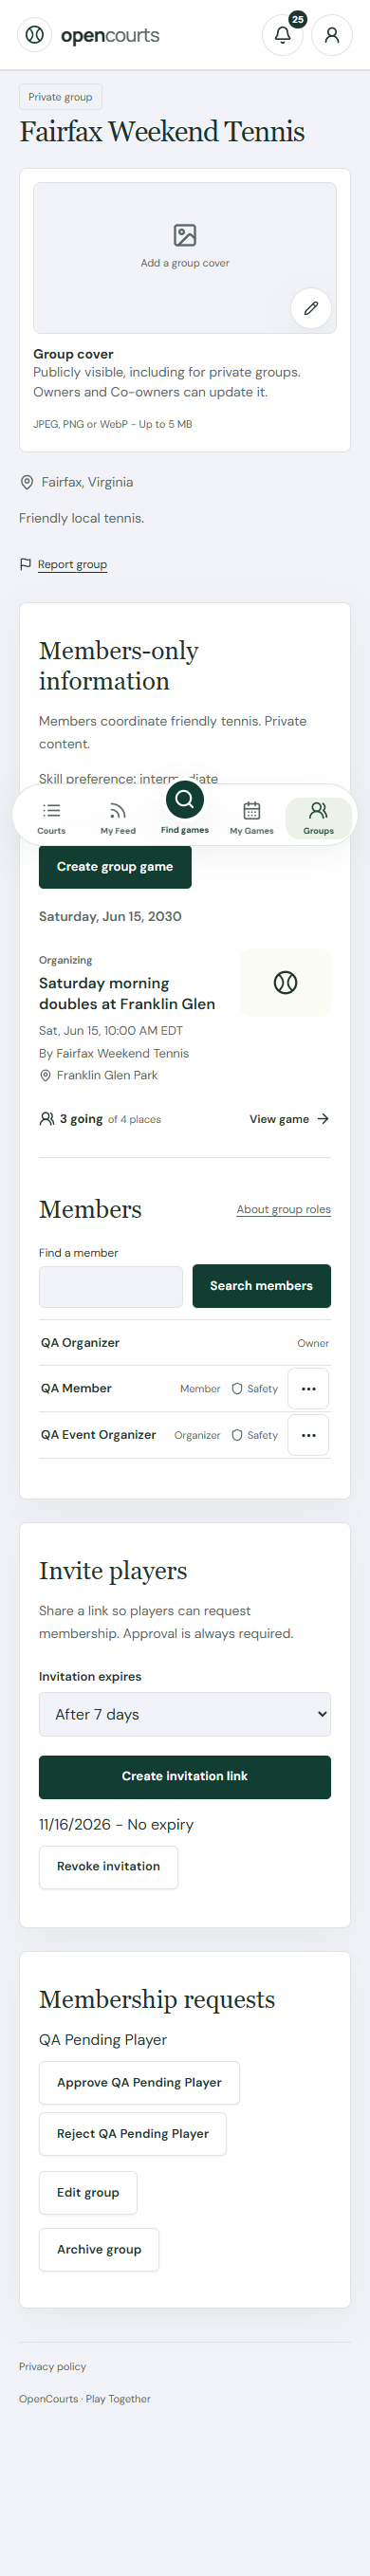 opencourts
25
Private group
Fairfax Weekend Tennis
Add a group cover
Group cover
Publicly visible, including for private groups.
Owners and Co-owners can update it.
JPEG, PNG or WebP - Up to 5 MB
Fairfax, Virginia
Friendly local tennis.
Report group
Members-only
information
Members coordinate friendly tennis. Private
content.
Skill preference: intermediate
Courts
My Feed
Find games
My Games
Groups
Create group game
Saturday, Jun 15, 2030
Organizing
Saturday morning
doubles at Franklin Glen
Sat, Jun 15, 10:00 AM EDT
By Fairfax Weekend Tennis
Franklin Glen Park
3 going of 4 places
View game
Members
About group roles
Find a member
Search members
QA Organizer Owner
QA Member Member Safety
QA Event Organizer Organizer Safety
Invite players
Share a link so players can request
membership. Approval is always required.
Invitation expires
After 7 days
Create invitation link
11/16/2026 - No expiry
Revoke invitation
Membership requests
QA Pending Player
Approve QA Pending Player
Reject QA Pending Player
Edit group
Archive group
Privacy policy
OpenCourts · Play Together